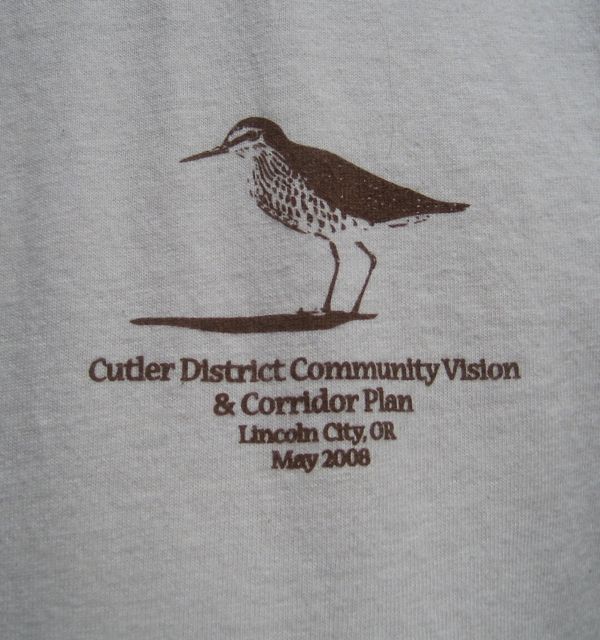 Cutler District Community Vision
& Corridor Plan
Lincoln City, OR
May 2008